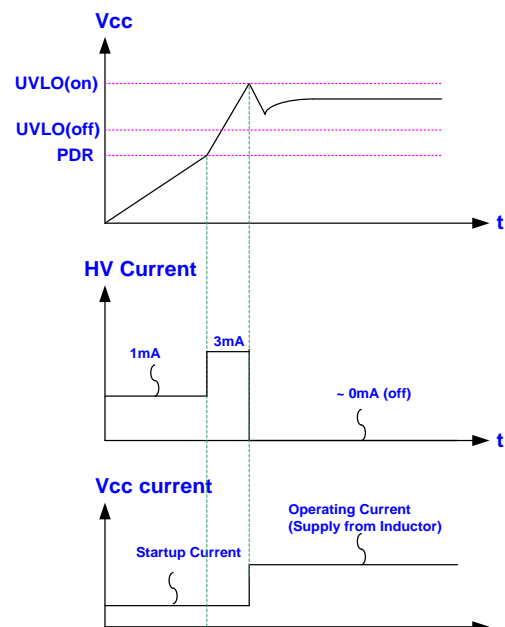 Vcc
UVLO(on)
UVLO(off)
PDR
t
HV Current
1mA
3mA
~ 0mA (off)
t
Vcc current
Operating Current
(Supply from Inductor)
Startup Current